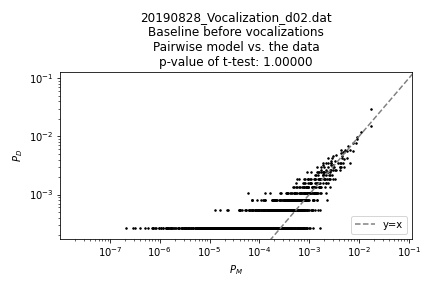 20190828_Vocalization_d02.dat
Baseline before vocalizations
Pairwise model vs. the data
p-value of t-test: 1.00000
10⁻¹
10⁻²
10⁻³
P_D
y=x
10⁻⁷ 10⁻⁶ 10⁻⁵ 10⁻⁴ 10⁻³ 10⁻² 10⁻¹
P_M